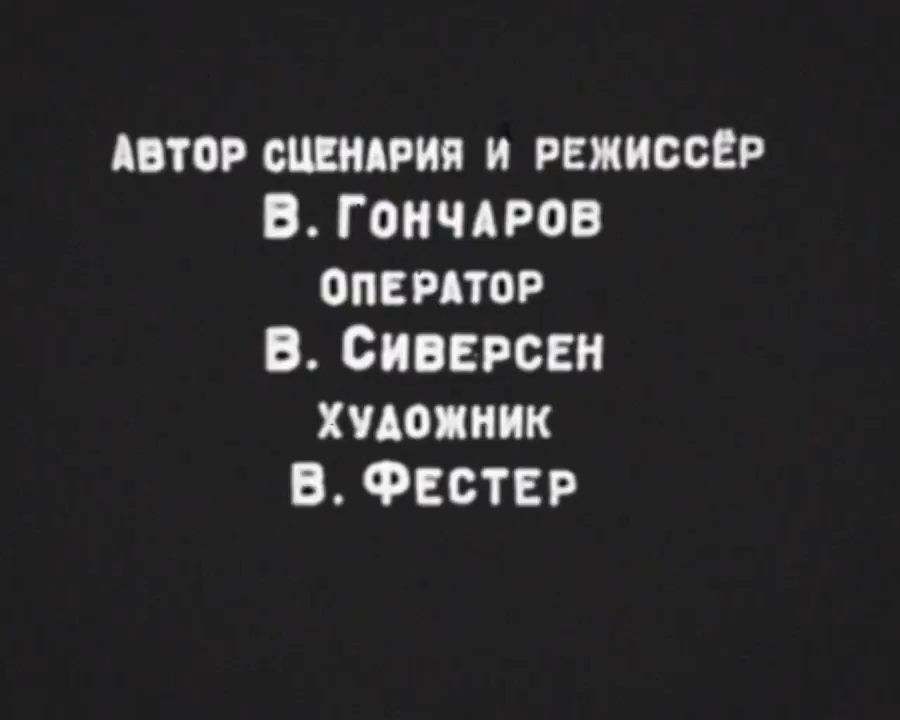 Автор сценария и режиссёр
В. Гончаров
Оператор
В. Сиверсен
Художник
В. Фестер